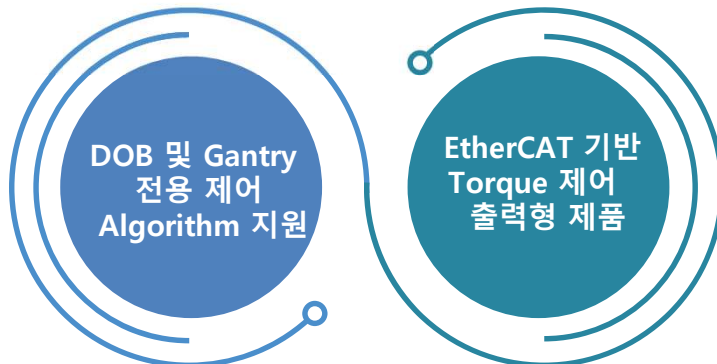 DOB 및 Gantry
전용 제어
Algorithm 지원
EtherCAT 기반
Torque 제어
출력형 제품